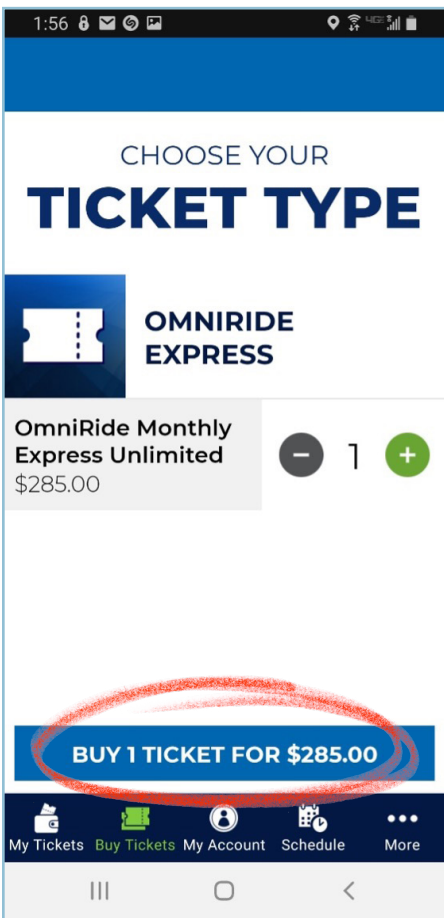 1:56
4GE
CHOOSE YOUR
TICKET TYPE
OMNIRIDE
EXPRESS
OmniRide Monthly
Express Unlimited
$285.00
1
BUY 1 TICKET FOR $285.00
My Tickets Buy Tickets My Account Schedule More